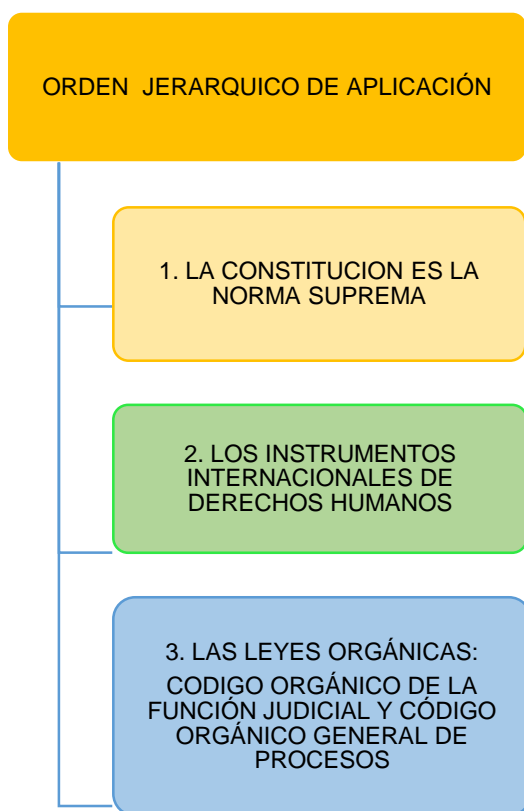 ORDEN  JERARQUICO DE APLICACIÓN
1. LA CONSTITUCION ES LA
NORMA SUPREMA
2. LOS INSTRUMENTOS
INTERNACIONALES DE
DERECHOS HUMANOS
3. LAS LEYES ORGÁNICAS:
CODIGO ORGÁNICO DE LA
FUNCIÓN JUDICIAL Y CÓDIGO
ORGÁNICO GENERAL DE
PROCESOS